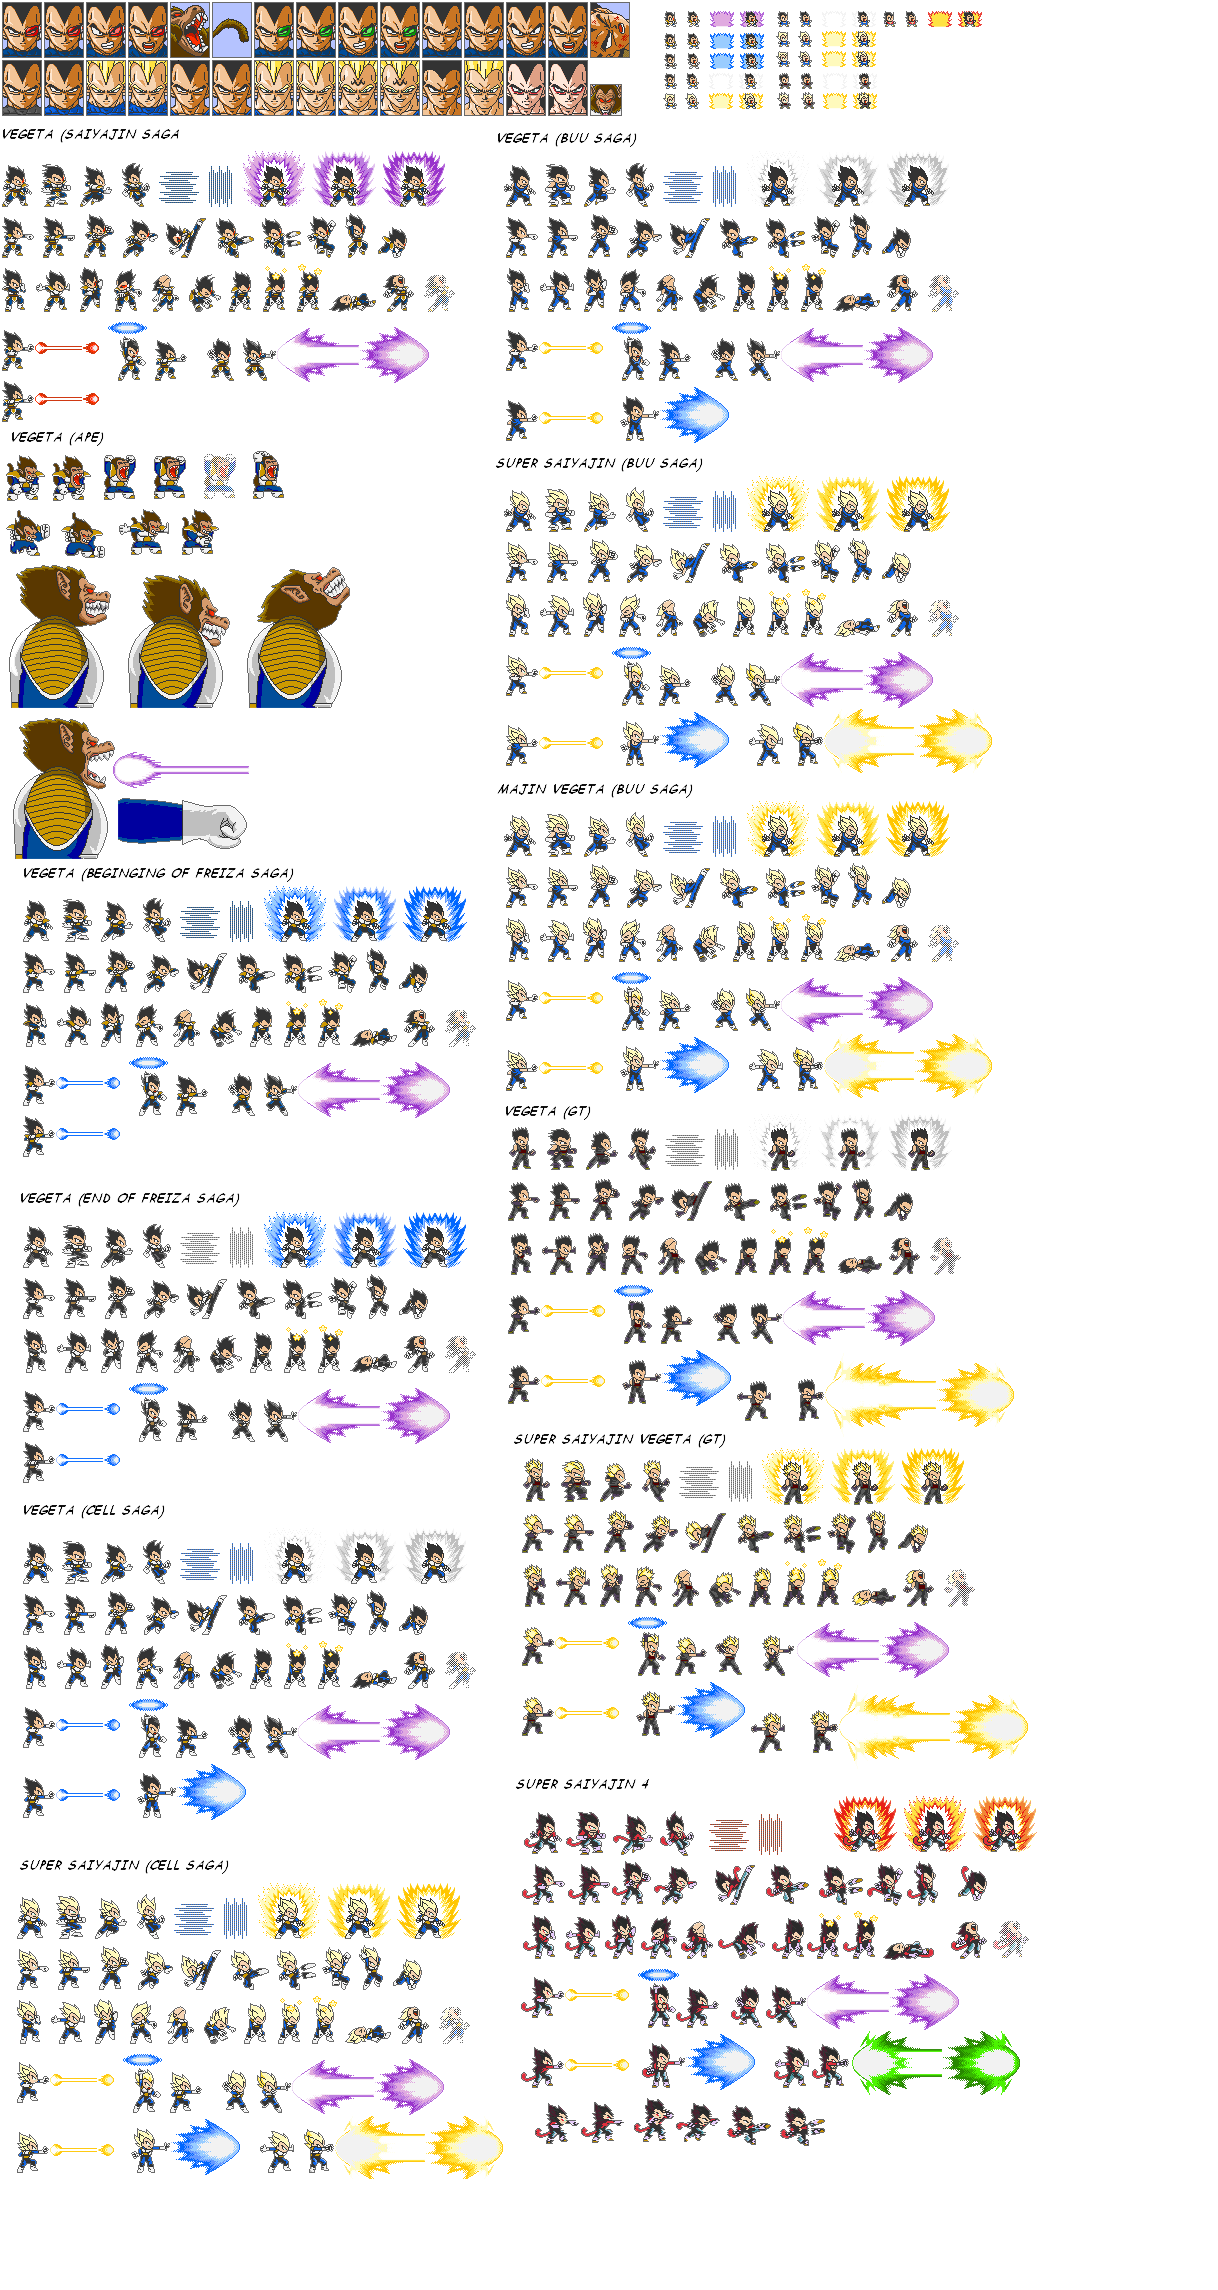 VEGETA (SAIYAJIN SAGA
VEGETA (APE)
VEGETA (BEGINGING OF FREIZA SAGA)
VEGETA (END OF FREIZA SAGA)
VEGETA (CELL SAGA)
SUPER SAIYAJIN (CELL SAGA)
VEGETA (BUU SAGA)
SUPER SAIYAJIN (BUU SAGA)
MAJIN VEGETA (BUU SAGA)
VEGETA (GT)
SUPER SAIYAJIN VEGETA (GT)
SUPER SAIYAJIN 4